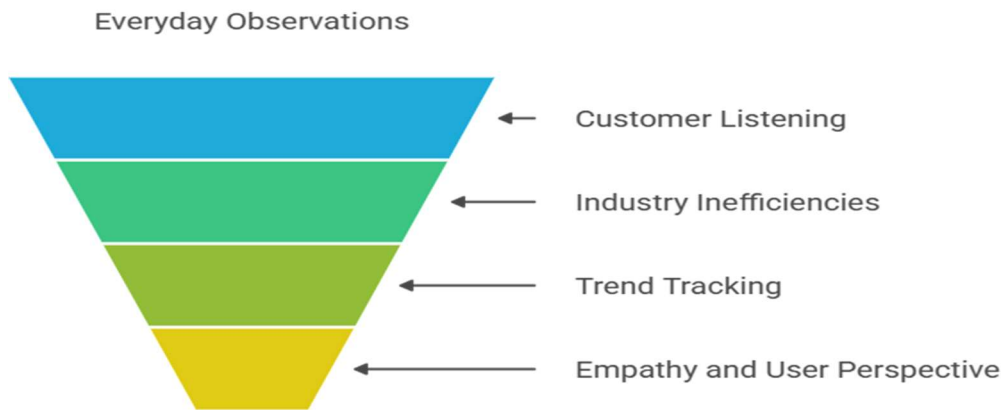 Everyday Observations
Customer Listening
Industry Inefficiencies
Trend Tracking
Empathy and User Perspective